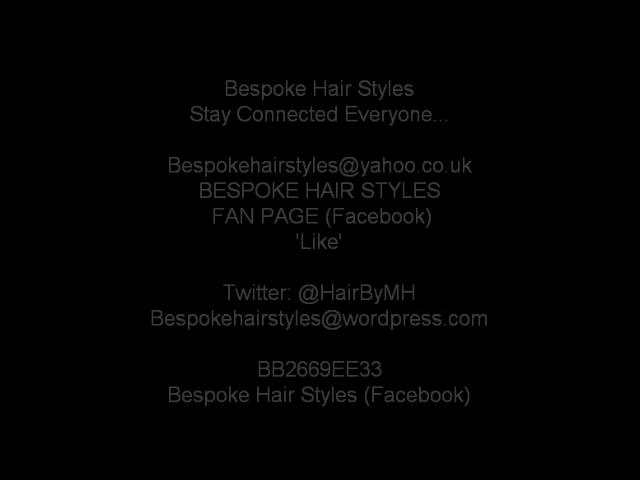 Bespoke Hair Styles
Stay Connected Everyone...
Bespokehairstyles@yahoo.co.uk
BESPOKE HAIR STYLES
FAN PAGE (Facebook)
'Like'
Twitter: @HairByMH
Bespokehairstyles@wordpress.com
BB2669EE33
Bespoke Hair Styles (Facebook)